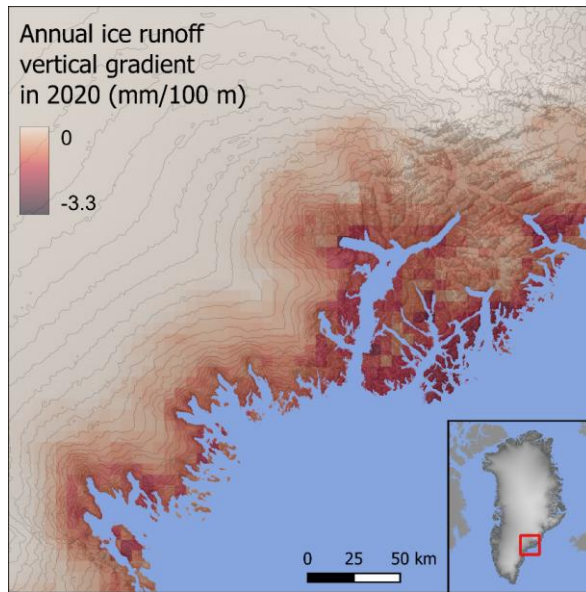 Annual ice runoff
vertical gradient
in 2020 (mm/100 m)
0
-3.3
0 25 50 km